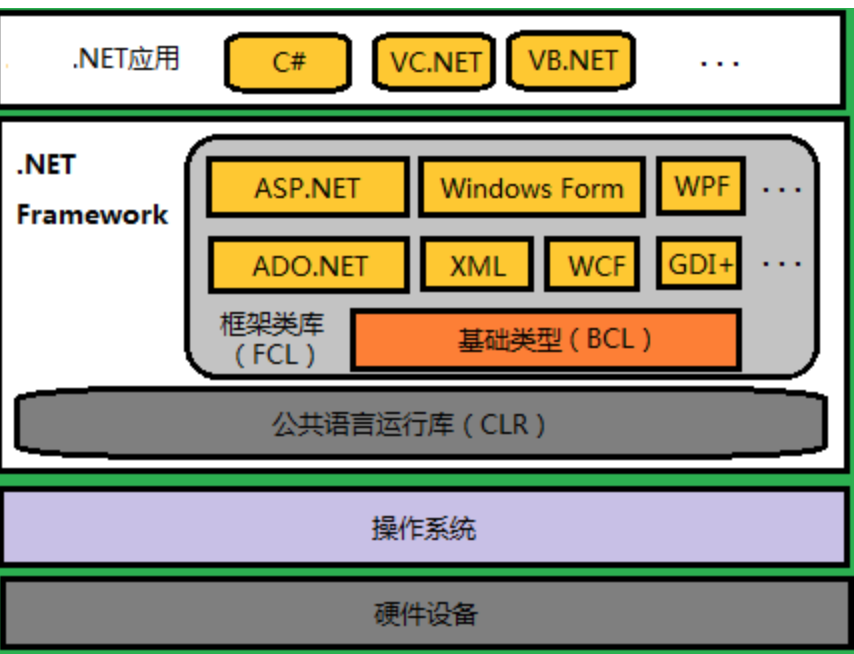 .NET应用 C# VC.NET VB.NET ...
.NET
Framework
ASP.NET Windows Form WPF ...
ADO.NET XML WCF GDI+ ...
框架类库
（FCL）
基础类型（BCL）
公共语言运行库（CLR）
操作系统
硬件设备